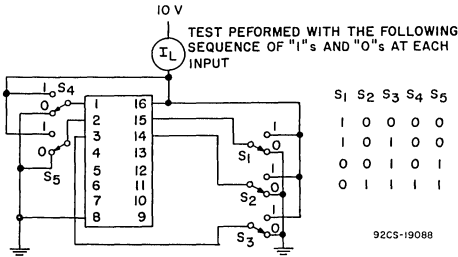 10 V
TEST PEFORMED WITH THE FOLLOWING
SEQUENCE OF "I"s AND "O"s AT EACH
INPUT
IL
1 S4
0
1
0
S5
1 16
2 15
3 14
4 13
5 12
6 11
7 10
8 9
1
S1 0
1
S2 0
1
S3 0
S1 S2 S3 S4 S5
1 0 0 0 0
1 0 1 0 0
0 0 1 0 1
0 1 1 1 1
92CS-19088